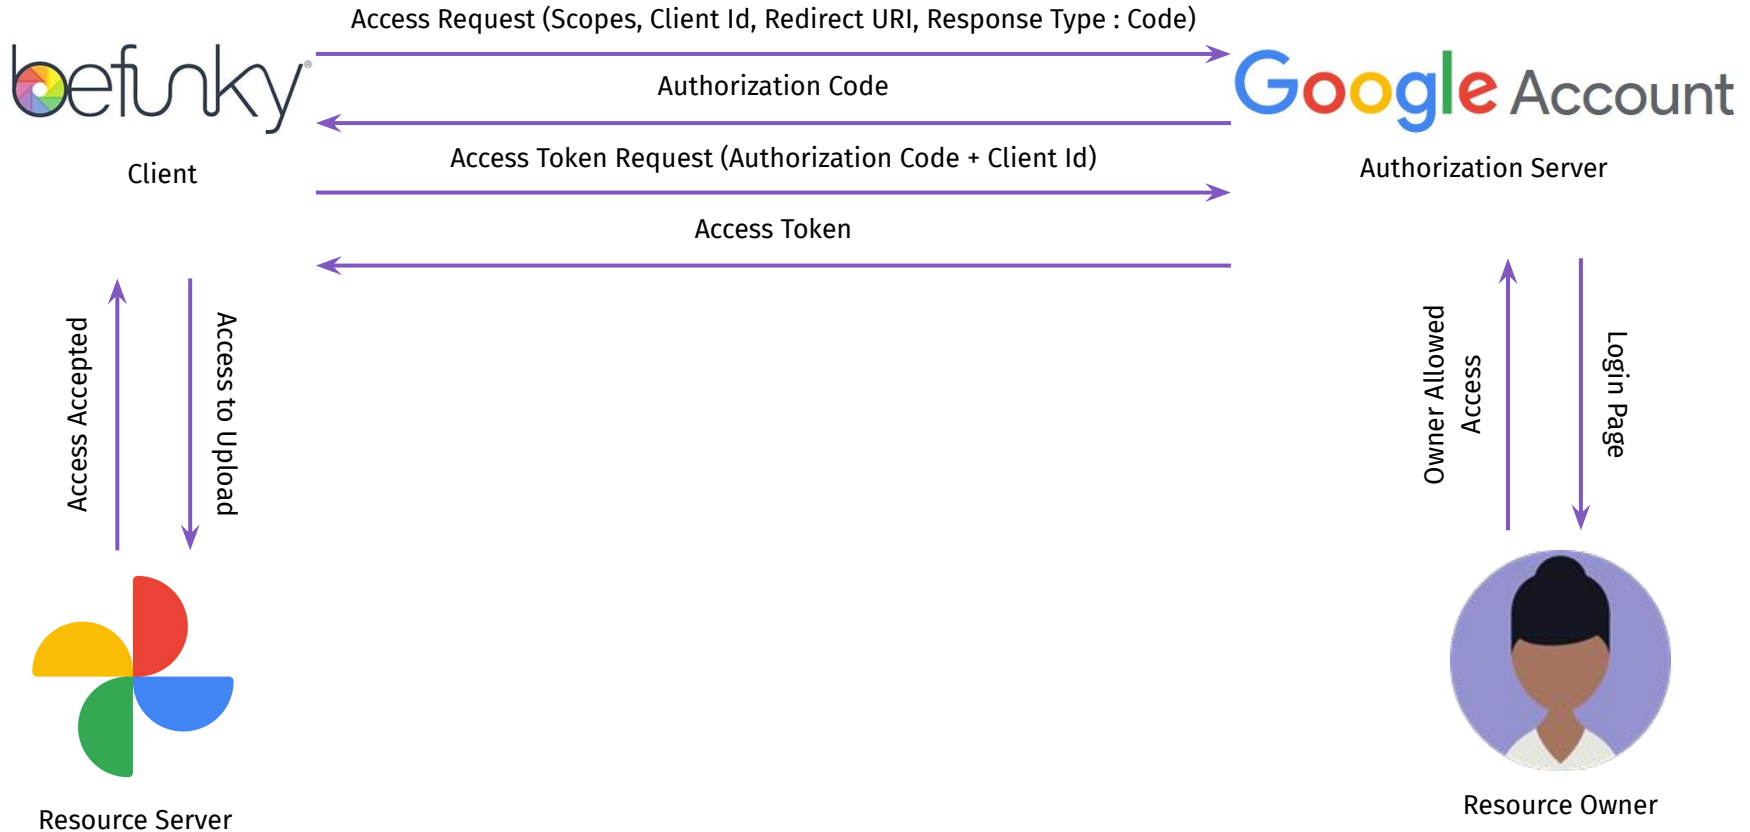 Access Request (Scopes, Client Id, Redirect URI, Response Type : Code)
befunky®
Authorization Code
Google Account
Access Token Request (Authorization Code + Client Id)
Client
Authorization Server
Access Token
Access Accepted
Access to Upload
Owner Allowed
Access
Login Page
Resource Server
Resource Owner